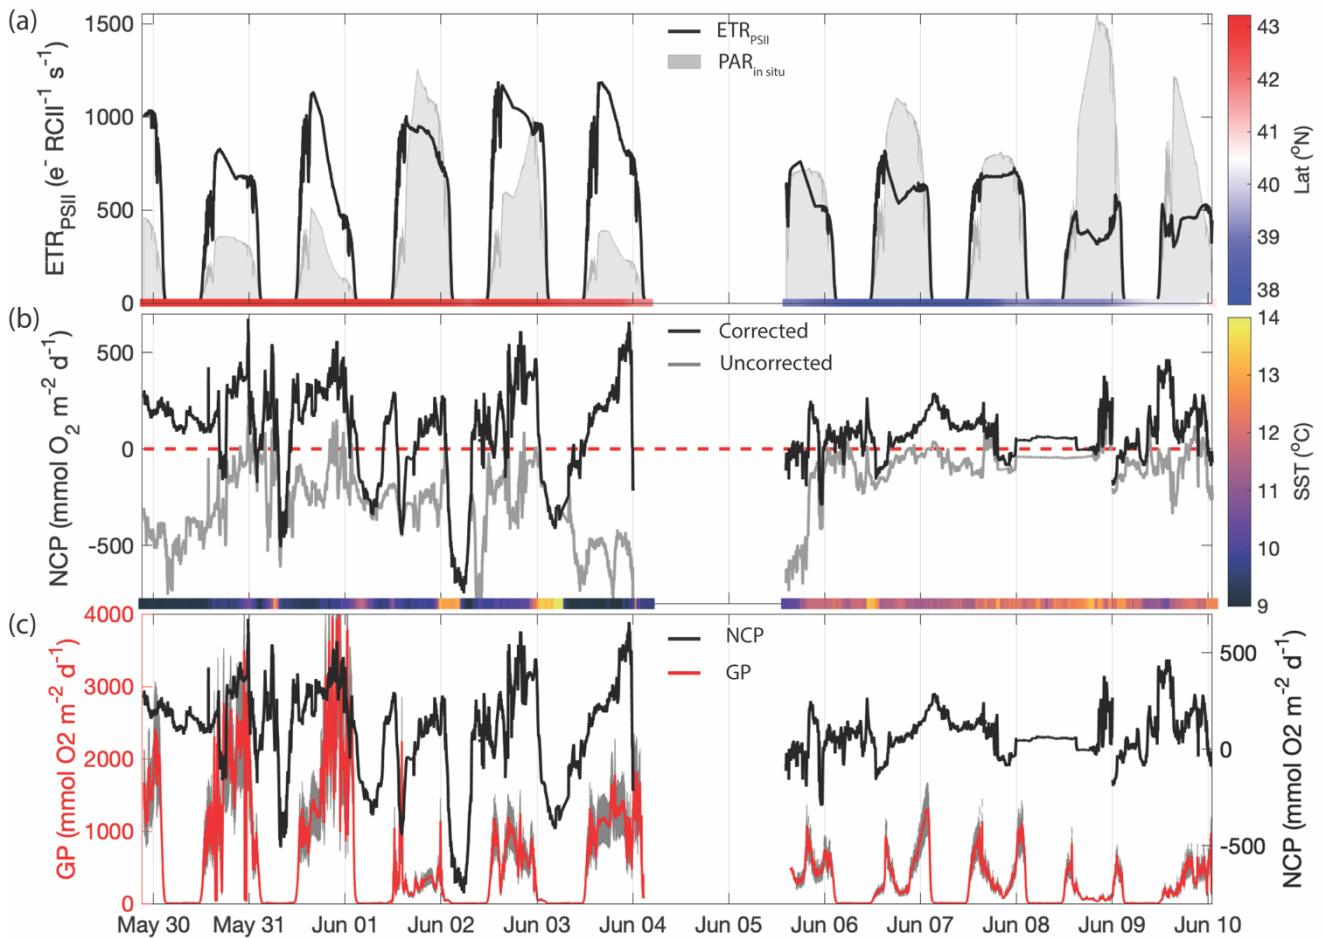 (a)
1500
1000
500
0
ETR_PSII (e⁻ RCII⁻¹ s⁻¹)
ETR_PSII
PAR_in situ
43
42
41
40
39
38
Lat (°N)
(b)
500
0
-500
NCP (mmol O₂ m⁻² d⁻¹)
Corrected
Uncorrected
14
13
12
11
10
9
SST (°C)
(c)
4000
3000
2000
1000
0
GP (mmol O2 m⁻² d⁻¹)
NCP
GP
500
0
-500
NCP (mmol O2 m⁻² d⁻¹)
May 30 May 31 Jun 01 Jun 02 Jun 03 Jun 04 Jun 05 Jun 06 Jun 07 Jun 08 Jun 09 Jun 10